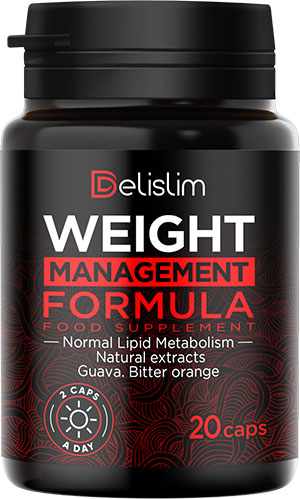 Delislim
WEIGHT
MANAGEMENT
FORMULA
FOOD SUPPLEMENT
— Normal Lipid Metabolism —
Natural extracts
Guava. Bitter orange
2 CAPS
A DAY
20 caps